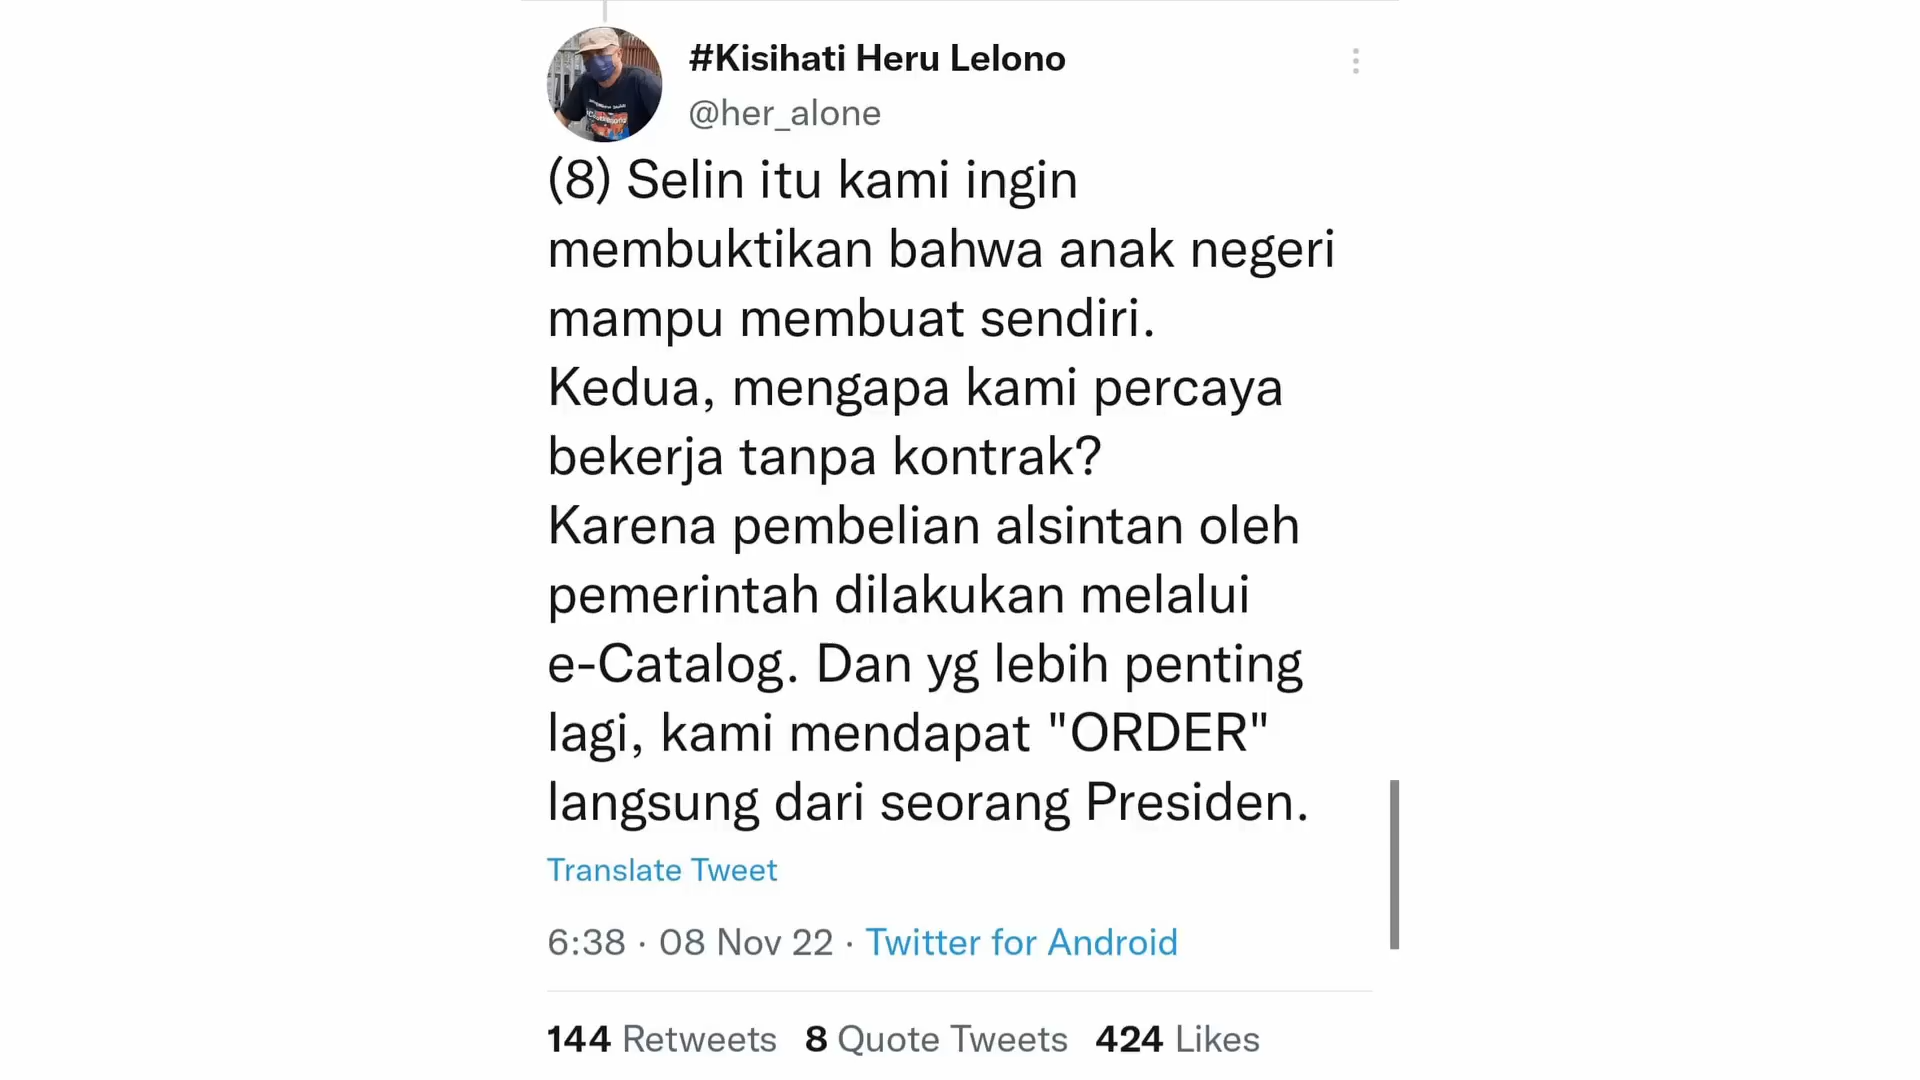 #Kisihati Heru Lelono
@her_alone
(8) Selin itu kami ingin
membuktikan bahwa anak negeri
mampu membuat sendiri.
Kedua, mengapa kami percaya
bekerja tanpa kontrak?
Karena pembelian alsintan oleh
pemerintah dilakukan melalui
e-Catalog. Dan yg lebih penting
lagi, kami mendapat "ORDER"
langsung dari seorang Presiden.
Translate Tweet
6:38 · 08 Nov 22 · Twitter for Android
144 Retweets 8 Quote Tweets 424 Likes